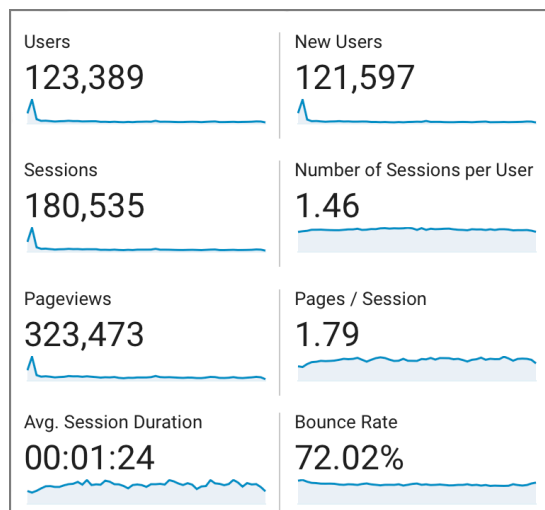 Users
123,389
New Users
121,597
Sessions
180,535
Number of Sessions per User
1.46
Pageviews
323,473
Pages / Session
1.79
Avg. Session Duration
00:01:24
Bounce Rate
72.02%